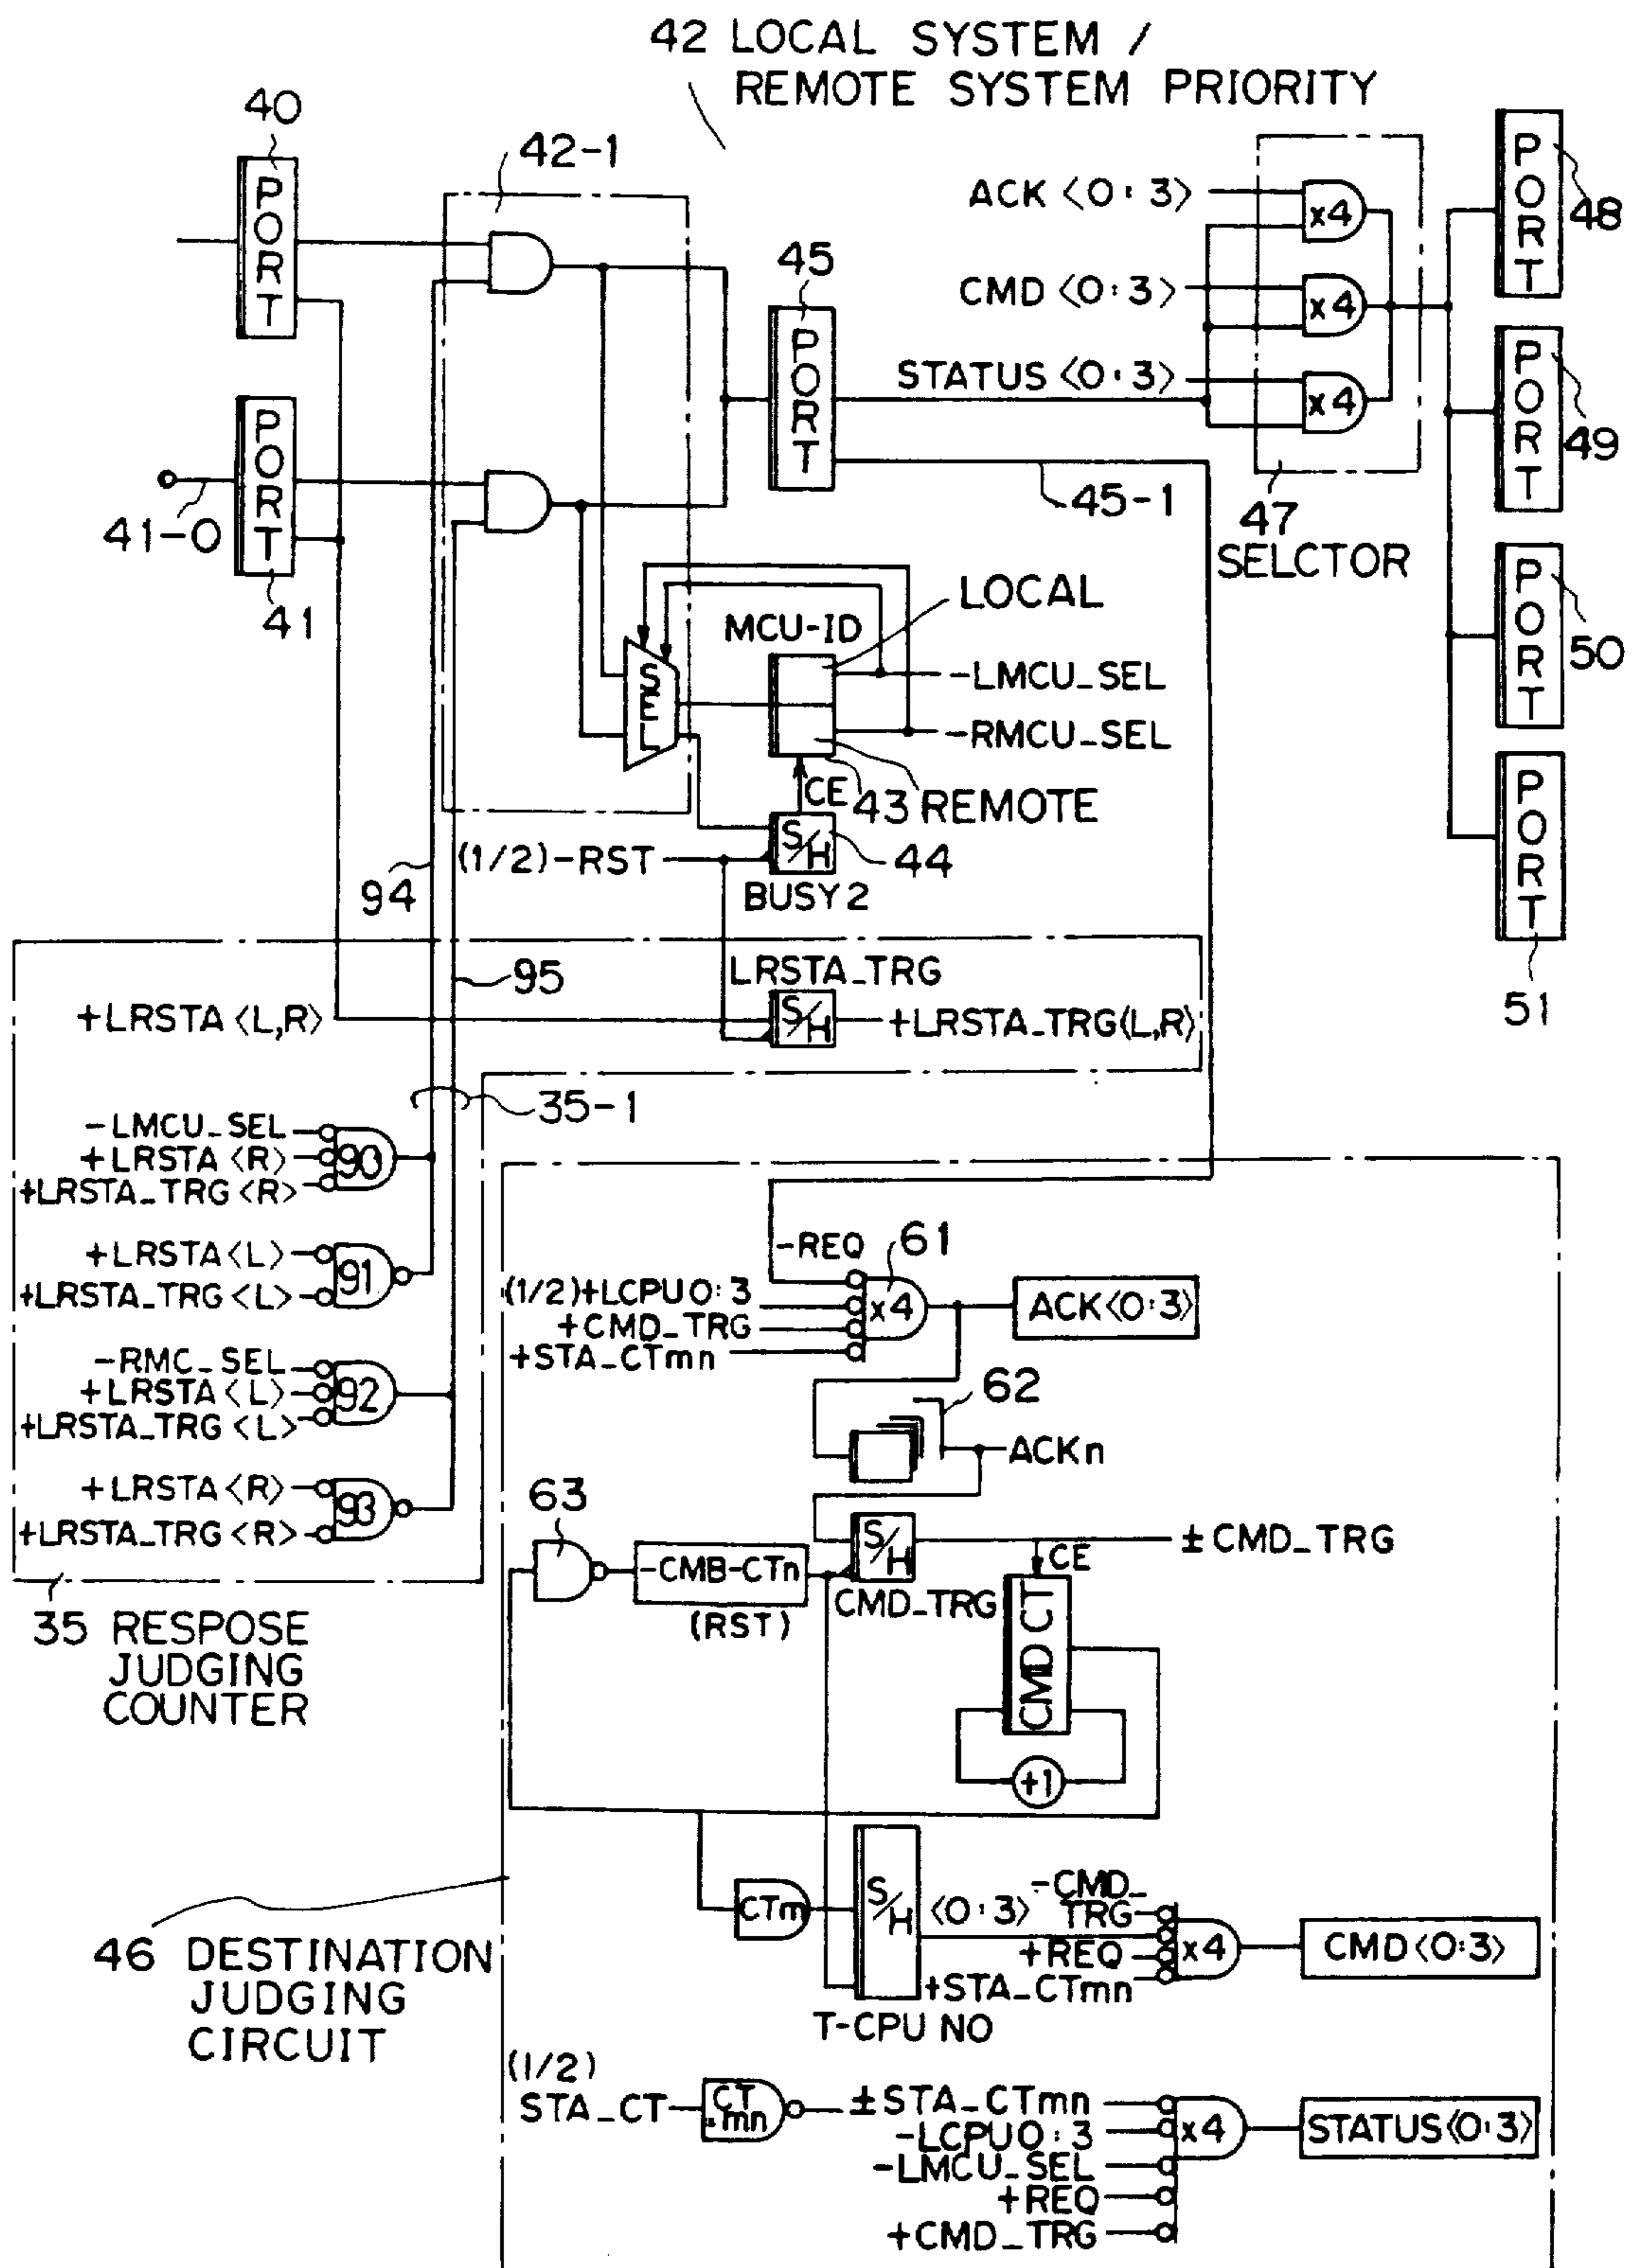 42 LOCAL SYSTEM /
REMOTE SYSTEM PRIORITY
40
PORT
42-1
ACK <0:3>
x4
PORT
48
45
PORT
CMD <0:3>
x4
STATUS <0:3>
x4
PORT
49
41-0
PORT
41
45-1
47
SELCTOR
PORT
50
LOCAL
MCU-ID
SEL
-LMCU_SEL
-RMCU_SEL
CE
43 REMOTE
PORT
51
(1/2)-RST
S/H
44
BUSY 2
94
95
LRSTA_TRG
+LRSTA <L,R>
S/H
+LRSTA_TRG(L,R)
35-1
-LMCU_SEL
+LRSTA <R>
+LRSTA_TRG <R>
90
+LRSTA <L>
+LRSTA_TRG <L>
91
-RMC_SEL
+LRSTA <L>
+LRSTA_TRG <L>
92
+LRSTA <R>
+LRSTA_TRG <R>
93
35 RESPOSE
JUDGING
COUNTER
-REQ
61
(1/2)+LCPU0:3
+CMD_TRG
+STA_CTmn
x4
ACK<0:3>
62
ACKn
63
-CMB-CTn
(RST)
S/H
CMD_TRG
± CMD_TRG
CE
CMD CT
+1
CTm
S/H
<0:3>
T-CPU NO
-CMD_
TRG
+REQ
+STA_CTmn
x4
CMD<0:3>
46 DESTINATION
JUDGING
CIRCUIT
(1/2)
STA_CT
CT
mn
±STA_CTmn
-LCPU0:3
-LMCU_SEL
+REQ
+CMD_TRG
x4
STATUS<0:3>